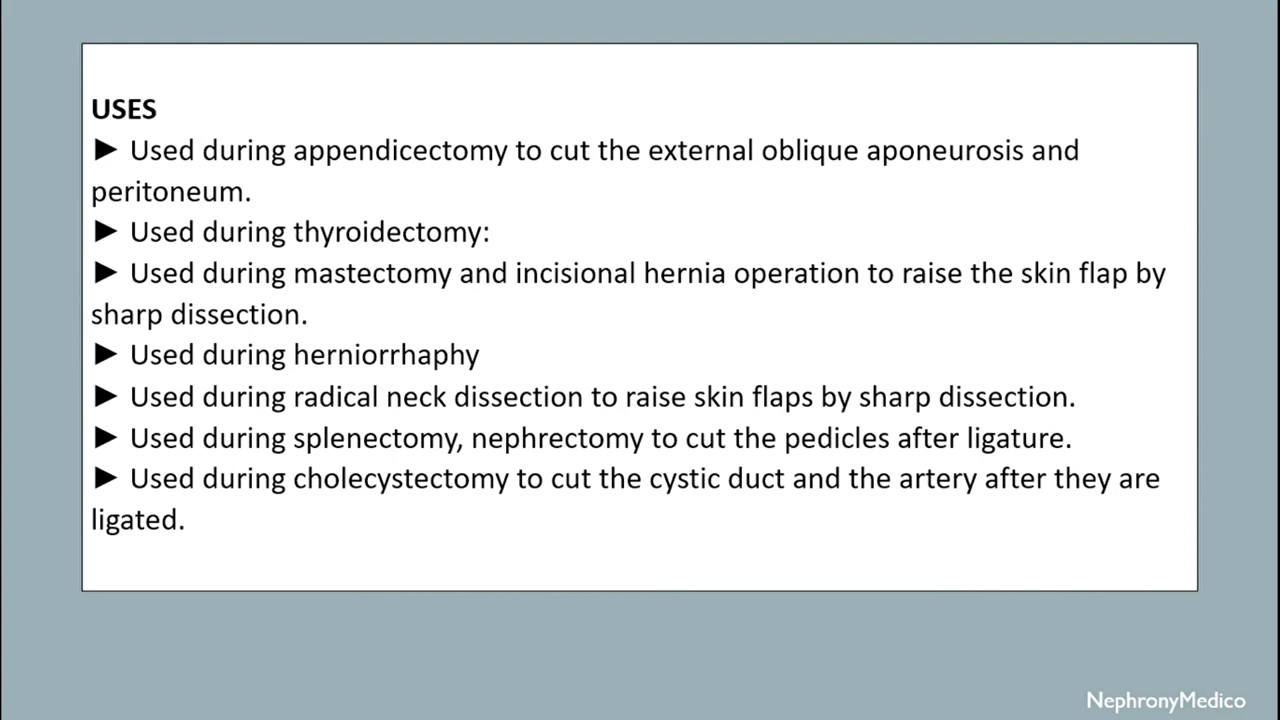 USES
► Used during appendicectomy to cut the external oblique aponeurosis and
peritoneum.
► Used during thyroidectomy:
► Used during mastectomy and incisional hernia operation to raise the skin flap by
sharp dissection.
► Used during herniorrhaphy
► Used during radical neck dissection to raise skin flaps by sharp dissection.
► Used during splenectomy, nephrectomy to cut the pedicles after ligature.
► Used during cholecystectomy to cut the cystic duct and the artery after they are
ligated.
NephronyMedico